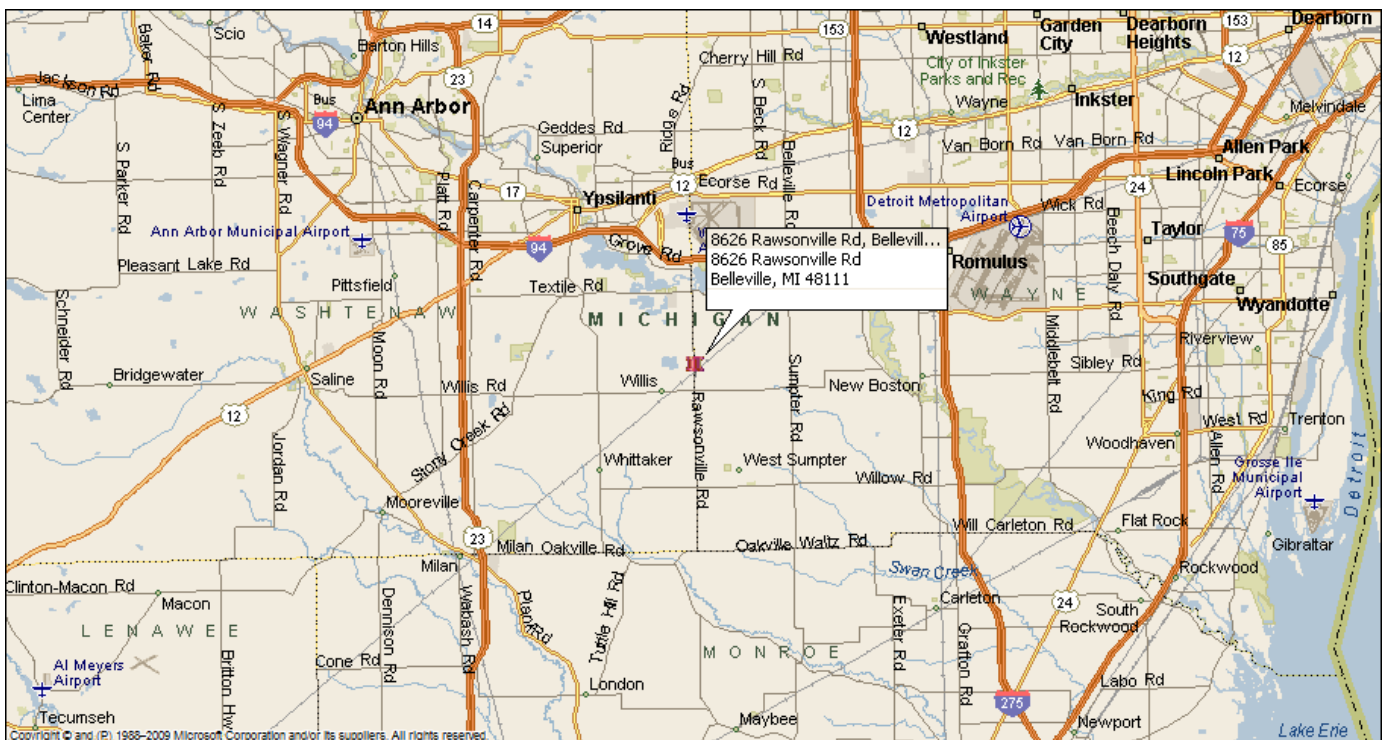 14
153
153
Dearborn
Scio
Baker Rd
Barton Hills
Westland
Garden
City
Dearborn
Heights
12
12
23
Cherry Hill Rd
City of Inkster
Parks and Rec
Jackson Rd
Lima
Center
Bus
94
Ann Arbor
S Zeeb Rd
S Wagner Rd
S Parker Rd
Geddes Rd
Superior
Ridge Rd
S Beck Rd
Belleville Rd
Wayne
Inkster
Melvindale
12
Van Born Rd
Van Born Rd
Allen Park
Bus
12
Ecorse Rd
17
Ypsilanti
Platt Rd
Carpenter Rd
24
Lincoln Park
Ecorse
Detroit Metropolitan
Airport
Wick Rd
Beech Daly Rd
Taylor
75
85
Ann Arbor Municipal Airport
94
Grove Rd
W
8626 Rawsonville Rd, Bellevill...
8626 Rawsonville Rd
Belleville, MI 48111
Romulus
Pleasant Lake Rd
Pittsfield
Textile Rd
Southgate
Wyandotte
WASHTENAW
MICHIGAN
WAYNE
Schneider Rd
Moon Rd
Middlebelt Rd
Riverview
Sibley Rd
Bridgewater
Saline
Willis Rd
Willis
New Boston
Sumpter Rd
Rawsonville Rd
King Rd
12
Stony Creek Rd
West Rd
Trenton
Woodhaven
Allen Rd
Jordan Rd
Whittaker
West Sumpter
Willow Rd
Grosse Ile
Municipal
Airport
Detroit
Mooreville
Will Carleton Rd
Flat Rock
23
Milan Oakville Rd
Oakville Waltz Rd
Gibraltar
Milan
Swan Creek
Rockwood
Clinton-Macon Rd
Macon
Dennison Rd
Wabash Rd
Plank Rd
Tuttle Hill Rd
Exeter Rd
Carleton
24
South
Rockwood
LENAWEE
Britton Hwy
Cone Rd
MONROE
Grafton Rd
Al Meyers
Airport
London
275
Labo Rd
Tecumseh
Maybee
Newport
Lake Erie
Copyright © and (P) 1988–2009 Microsoft Corporation and/or its suppliers. All rights reserved.